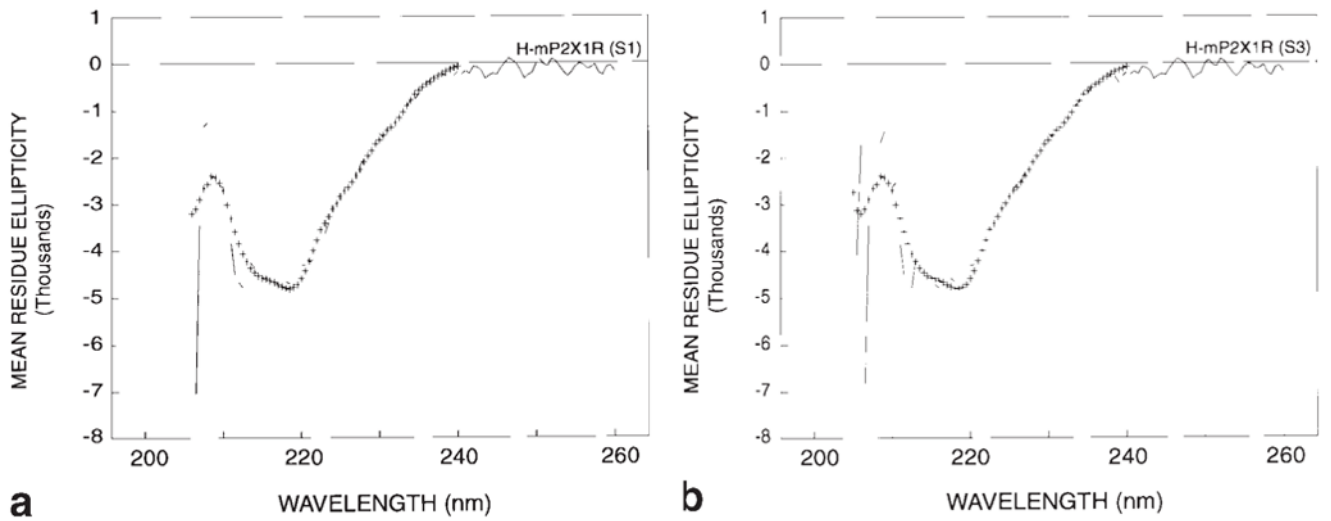 1
0
-1
-2
-3
-4
-5
-6
-7
-8
MEAN RESIDUE ELLIPTICITY
(Thousands)
H-mP2X1R (S1)
200 220 240 260
WAVELENGTH (nm)
a
1
0
-1
-2
-3
-4
-5
-6
-7
-8
MEAN RESIDUE ELLIPTICITY
(Thousands)
H-mP2X1R (S3)
200 220 240 260
WAVELENGTH (nm)
b